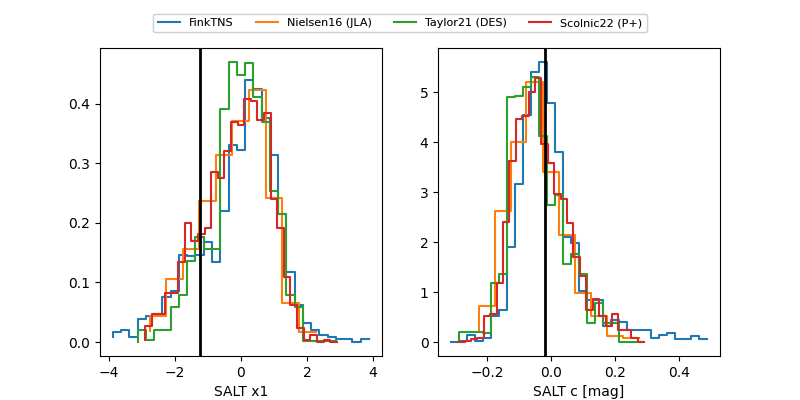 FinkTNS Nielsen16 (JLA) Taylor21 (DES) Scolnic22 (P+)
0.4
0.3
0.2
0.1
0.0
−4 −2 0 2 4
SALT x1
5
4
3
2
1
0
−0.2 0.0 0.2 0.4
SALT c [mag]